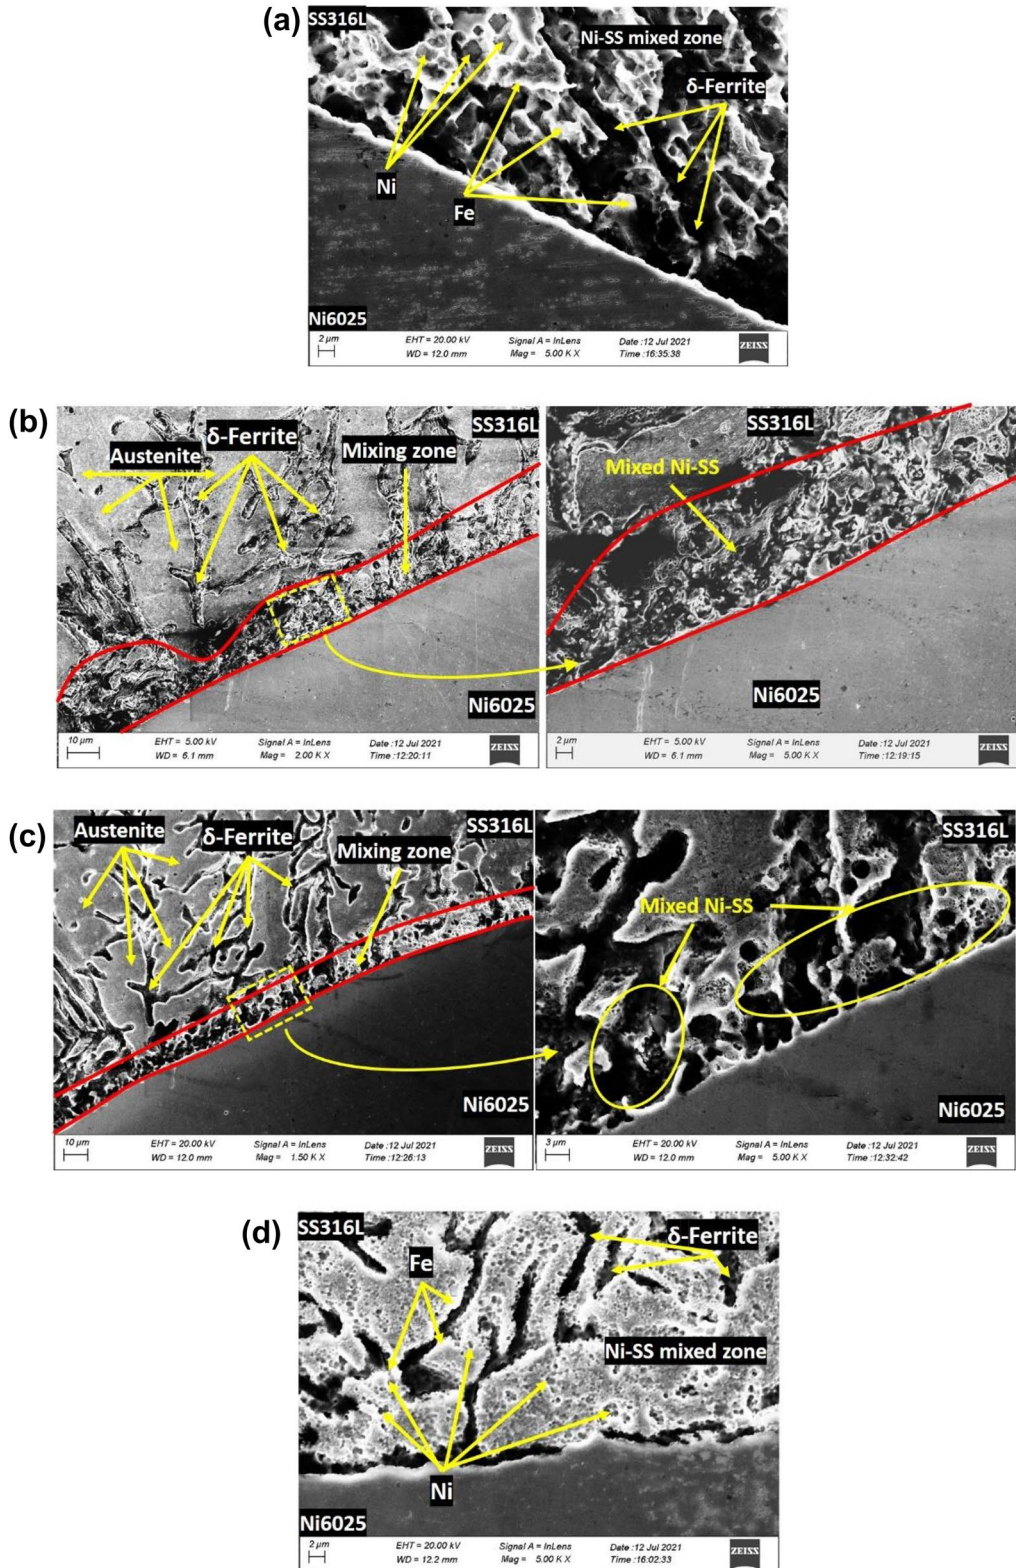 (a)
SS316L
Ni-SS mixed zone
δ-Ferrite
Ni
Fe
Ni6025
2 µm
EHT = 20.00 kV
Signal A = InLens
Date :12 Jul 2021
WD = 12.0 mm
Mag = 5.00 K X
Time :16:35:38
ZEISS
(b)
SS316L
δ-Ferrite
Austenite
Mixing zone
Ni6025
10 µm
EHT = 5.00 kV
Signal A = InLens
Date :12 Jul 2021
WD = 6.1 mm
Mag = 2.00 K X
Time :12:20:11
ZEISS
SS316L
Mixed Ni-SS
Ni6025
2 µm
EHT = 5.00 kV
Signal A = InLens
Date :12 Jul 2021
WD = 6.1 mm
Mag = 5.00 K X
Time :12:19:15
ZEISS
(c)
SS316L
Austenite
δ-Ferrite
Mixing zone
Ni6025
10 µm
EHT = 20.00 kV
Signal A = InLens
Date :12 Jul 2021
WD = 12.0 mm
Mag = 1.50 K X
Time :12:26:13
ZEISS
SS316L
Mixed Ni-SS
Ni6025
3 µm
EHT = 20.00 kV
Signal A = InLens
Date :12 Jul 2021
WD = 12.0 mm
Mag = 5.00 K X
Time :12:32:42
ZEISS
(d)
SS316L
δ-Ferrite
Fe
Ni-SS mixed zone
Ni
Ni6025
2 µm
EHT = 20.00 kV
Signal A = InLens
Date :12 Jul 2021
WD = 12.2 mm
Mag = 5.00 K X
Time :16:02:33
ZEISS